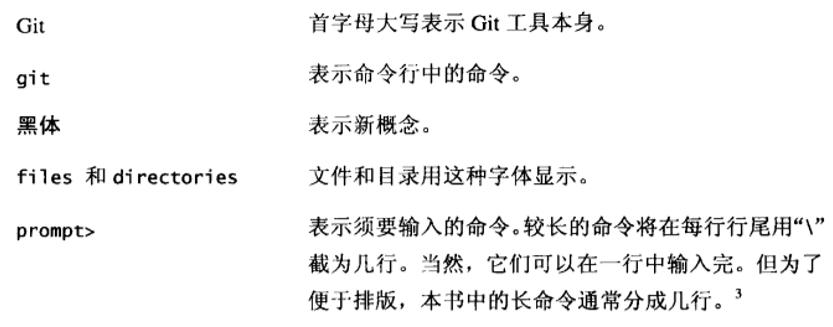 Git 首字母大写表示 Git 工具本身。
git 表示命令行中的命令。
黑体 表示新概念。
files 和 directories 文件和目录用这种字体显示。
prompt> 表示须要输入的命令。较长的命令将在每行行尾用“\”
截为几行。当然，它们可以在一行中输入完。但为了
便于排版，本书中的长命令通常分成几行。3